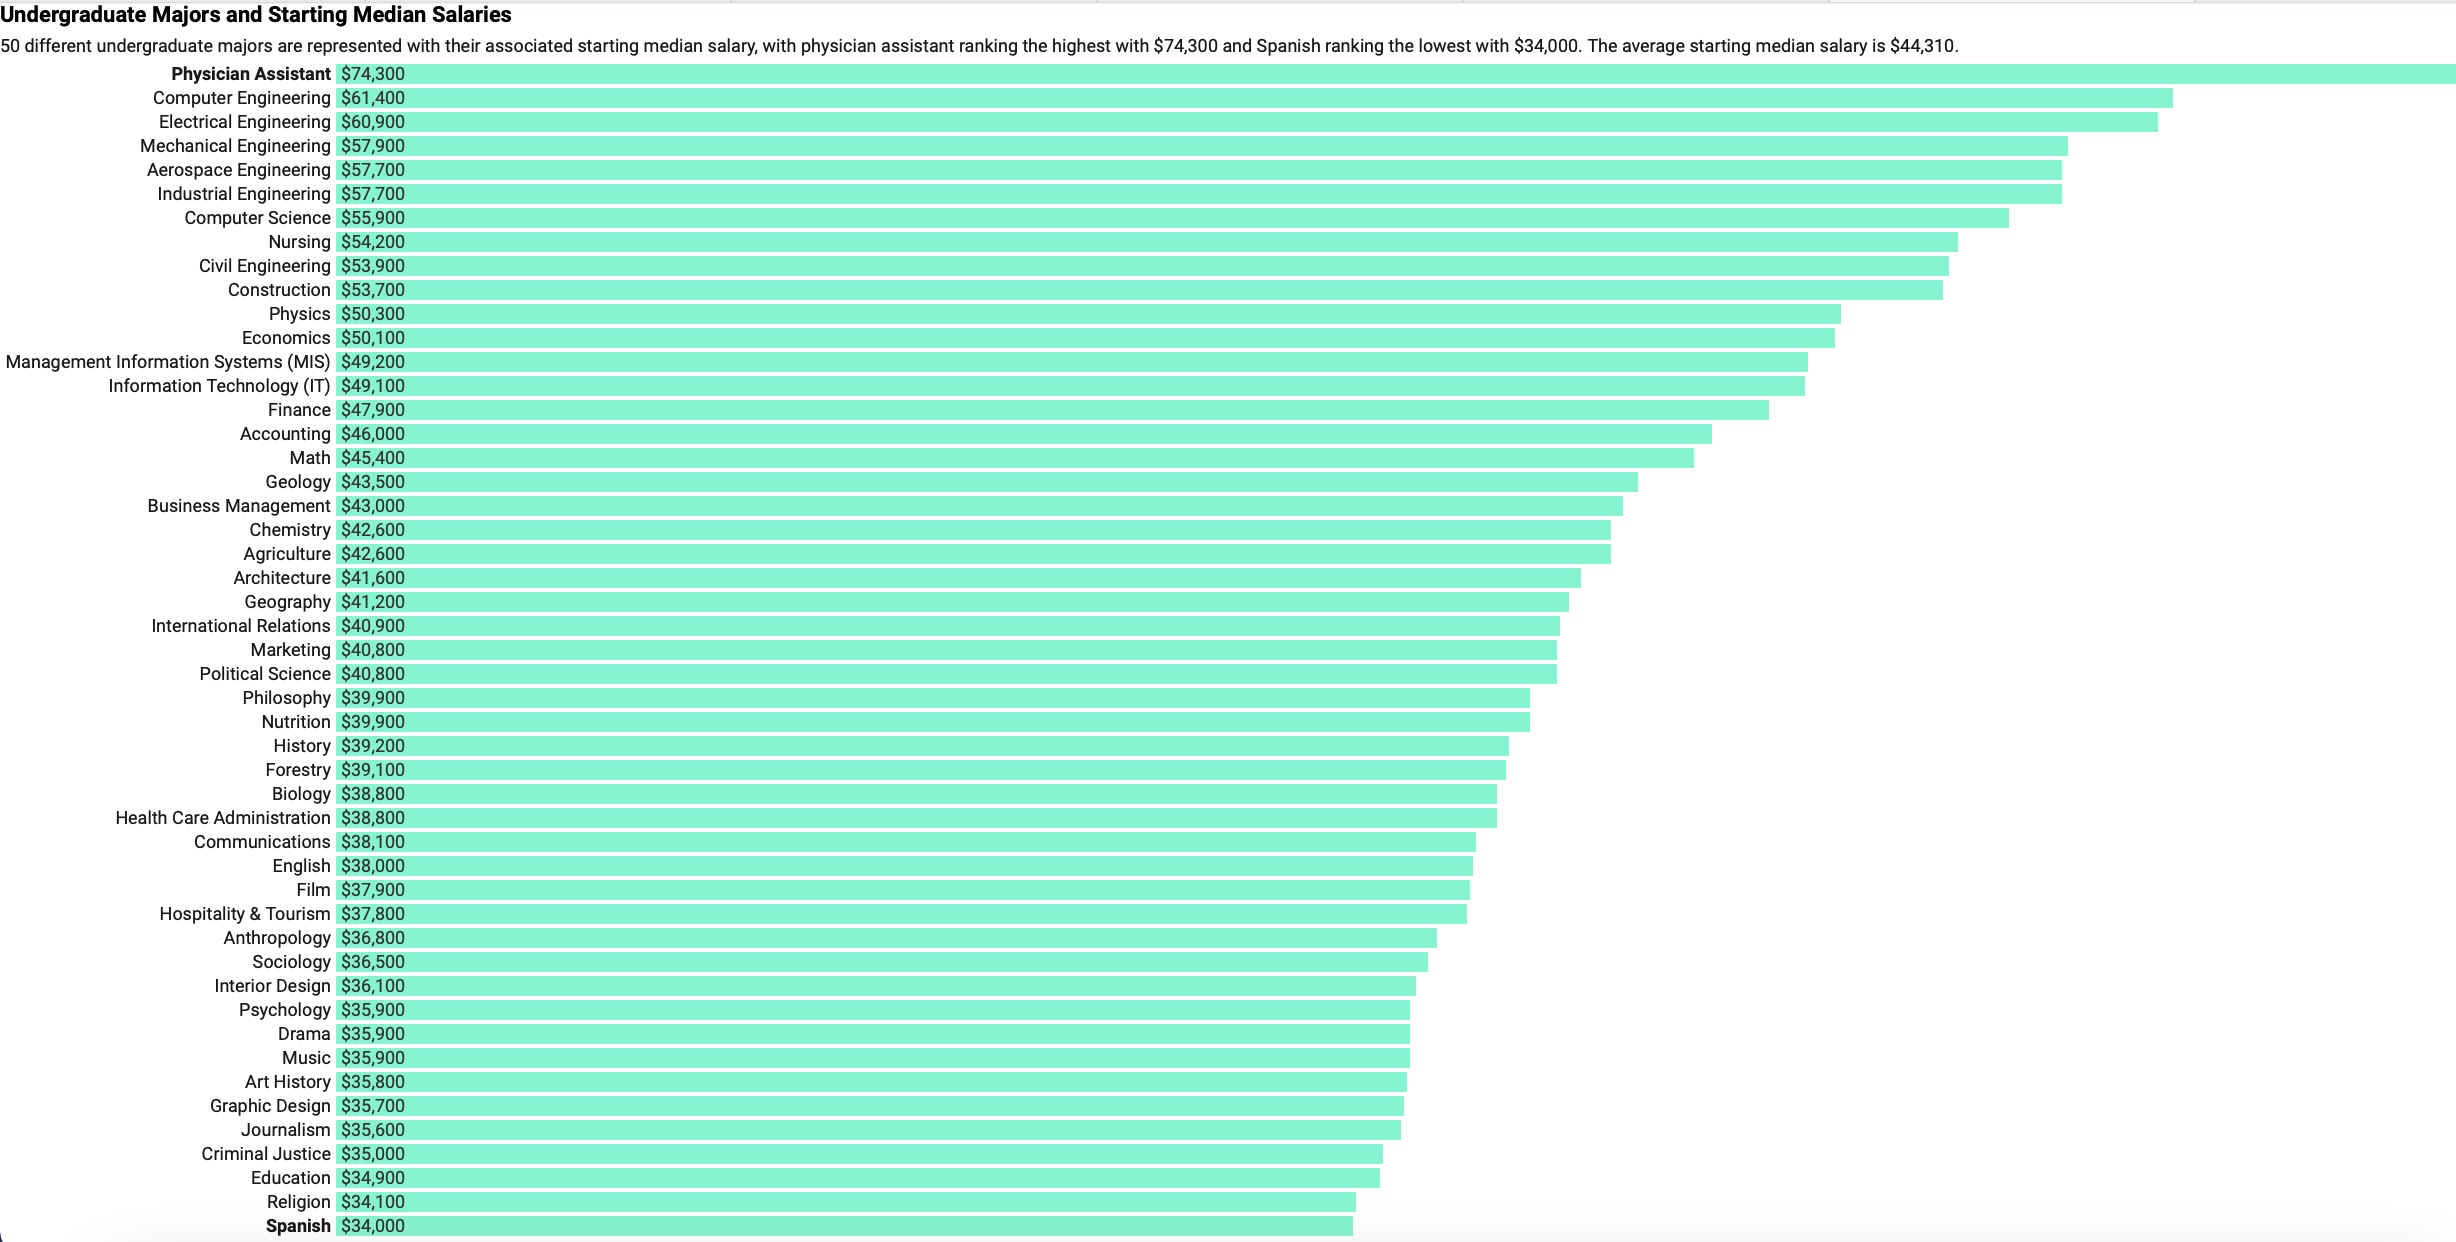 Undergraduate Majors and Starting Median Salaries
50 different undergraduate majors are represented with their associated starting median salary, with physician assistant ranking the highest with $74,300 and Spanish ranking the lowest with $34,000. The average starting median salary is $44,310.
Physician Assistant $74,300
Computer Engineering $61,400
Electrical Engineering $60,900
Mechanical Engineering $57,900
Aerospace Engineering $57,700
Industrial Engineering $57,700
Computer Science $55,900
Nursing $54,200
Civil Engineering $53,900
Construction $53,700
Physics $50,300
Economics $50,100
Management Information Systems (MIS) $49,200
Information Technology (IT) $49,100
Finance $47,900
Accounting $46,000
Math $45,400
Geology $43,500
Business Management $43,000
Chemistry $42,600
Agriculture $42,600
Architecture $41,600
Geography $41,200
International Relations $40,900
Marketing $40,800
Political Science $40,800
Philosophy $39,900
Nutrition $39,900
History $39,200
Forestry $39,100
Biology $38,800
Health Care Administration $38,800
Communications $38,100
English $38,000
Film $37,900
Hospitality & Tourism $37,800
Anthropology $36,800
Sociology $36,500
Interior Design $36,100
Psychology $35,900
Drama $35,900
Music $35,900
Art History $35,800
Graphic Design $35,700
Journalism $35,600
Criminal Justice $35,000
Education $34,900
Religion $34,100
Spanish $34,000